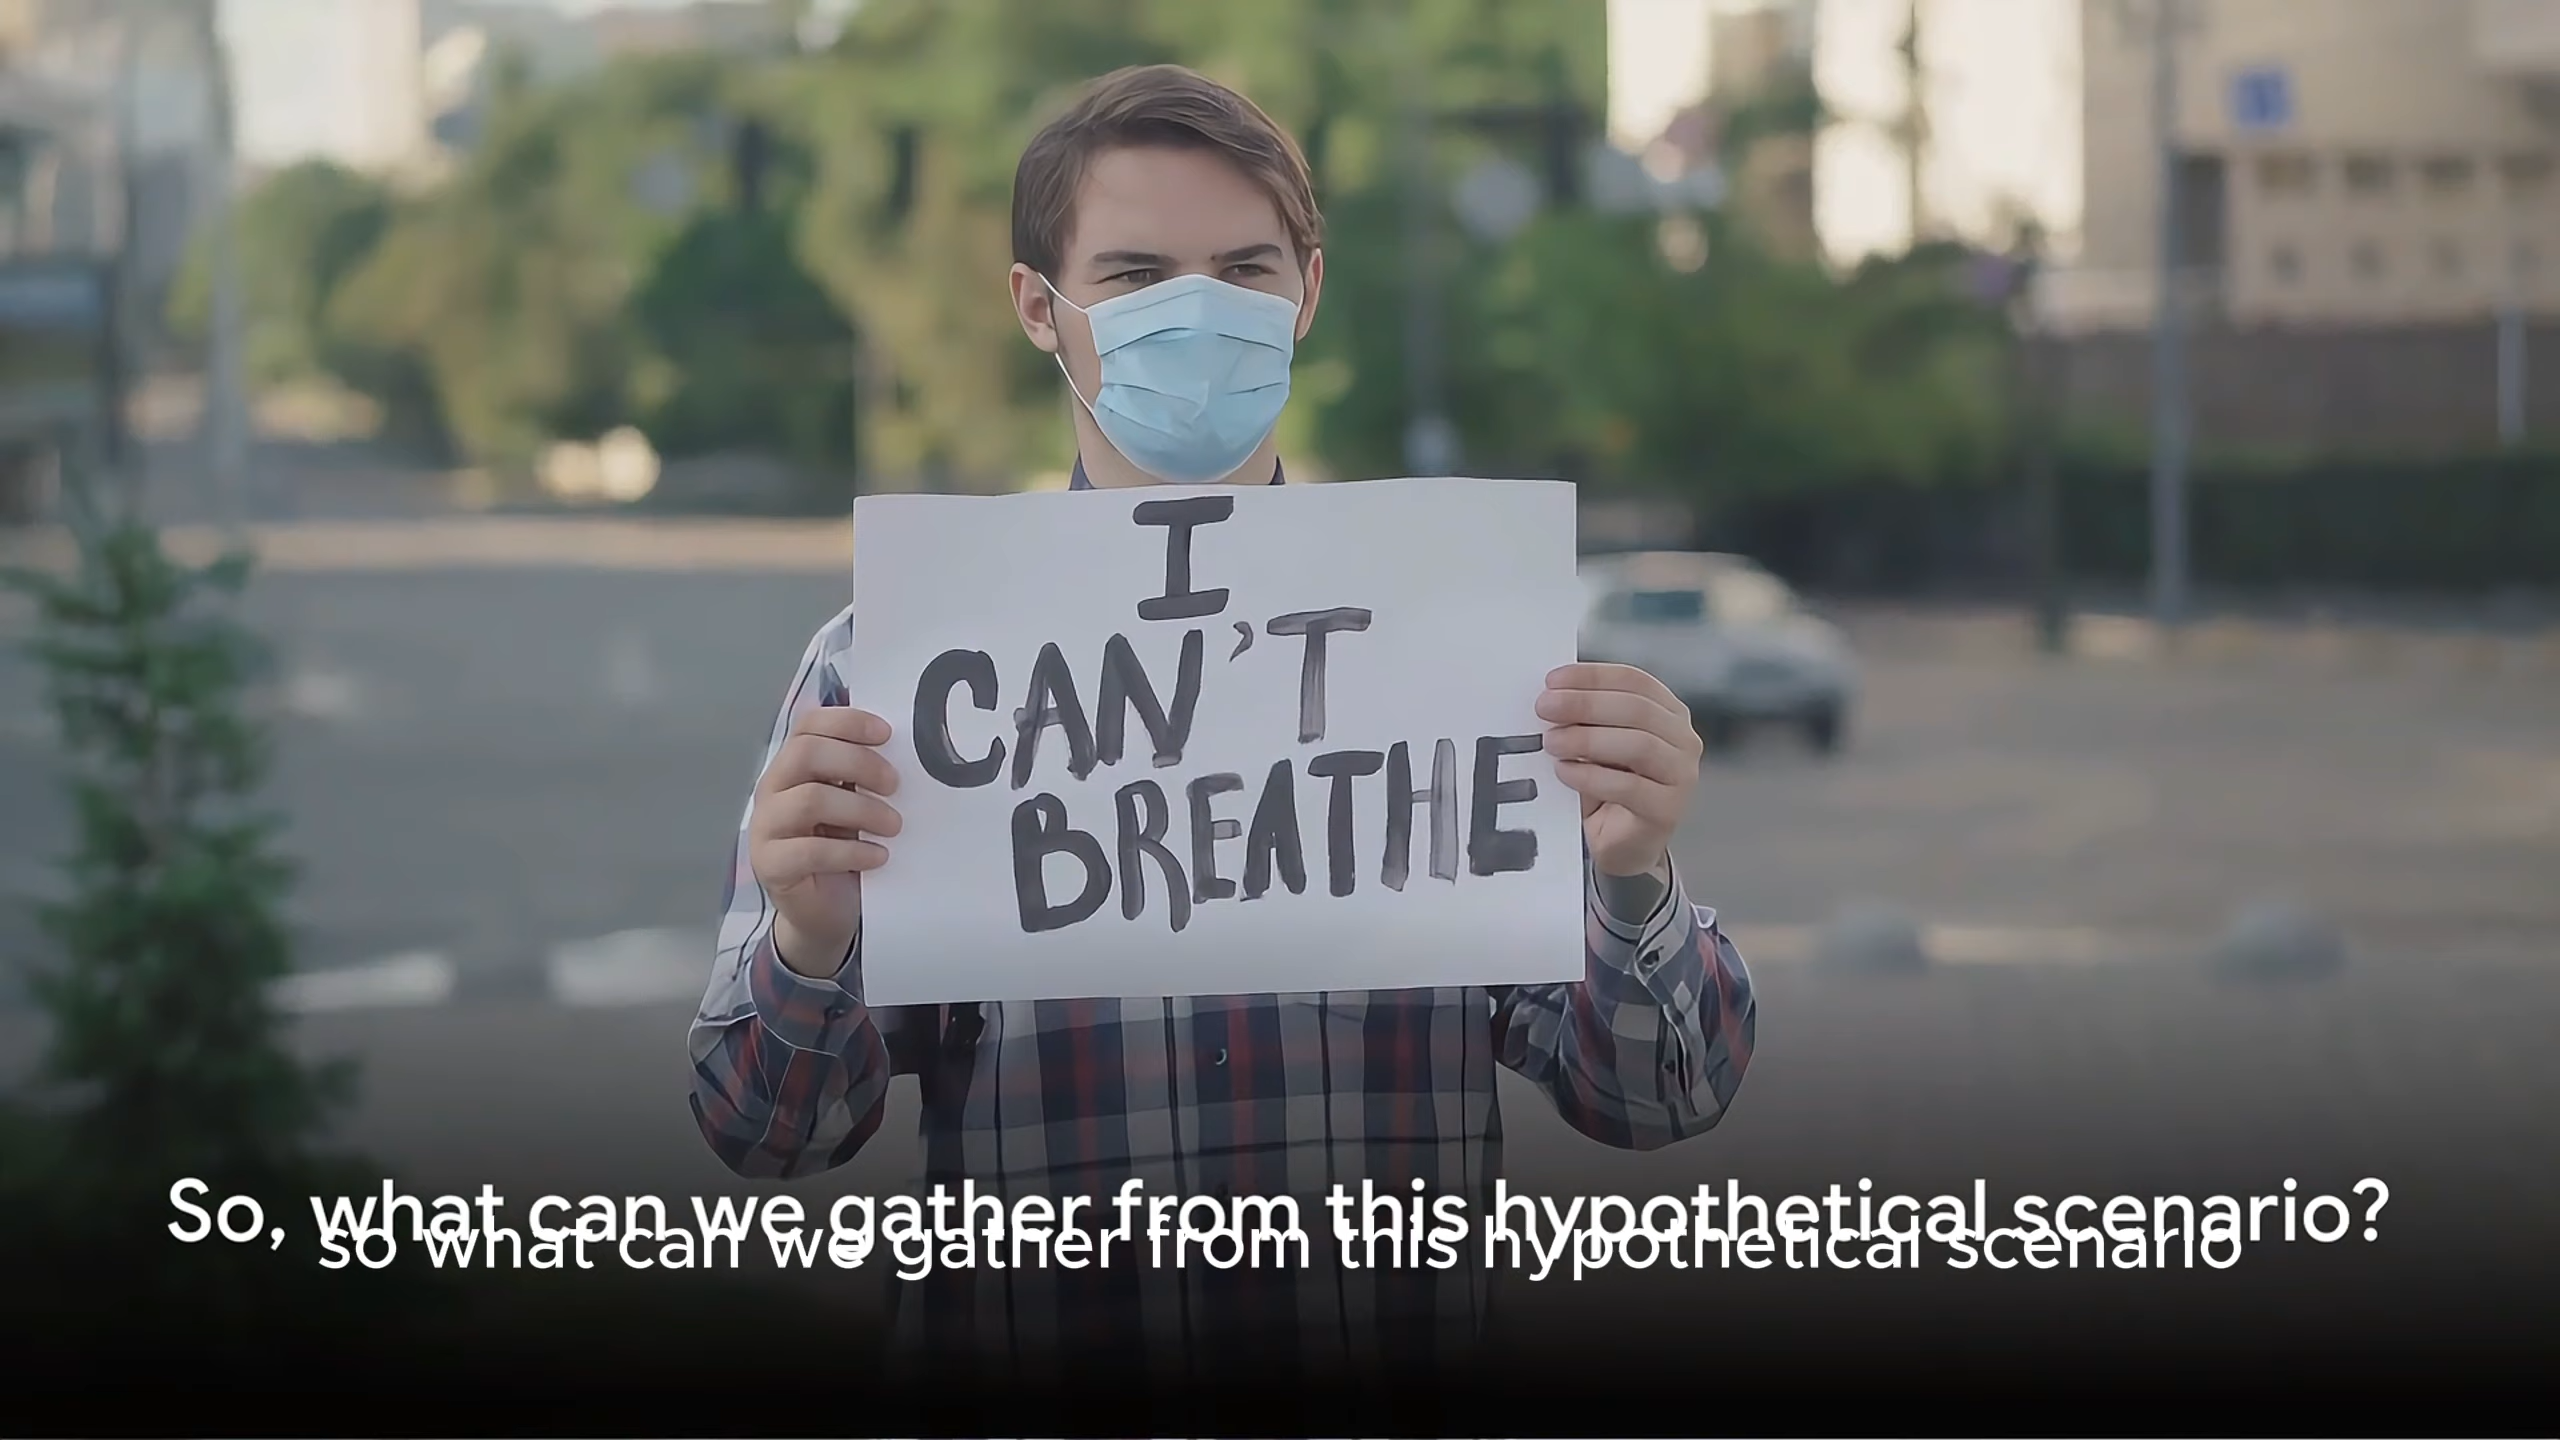 I
CAN'T
BREATHE
So, what can we gather from this hypothetical scenario?
so what can we gather from this hypothetical scenario